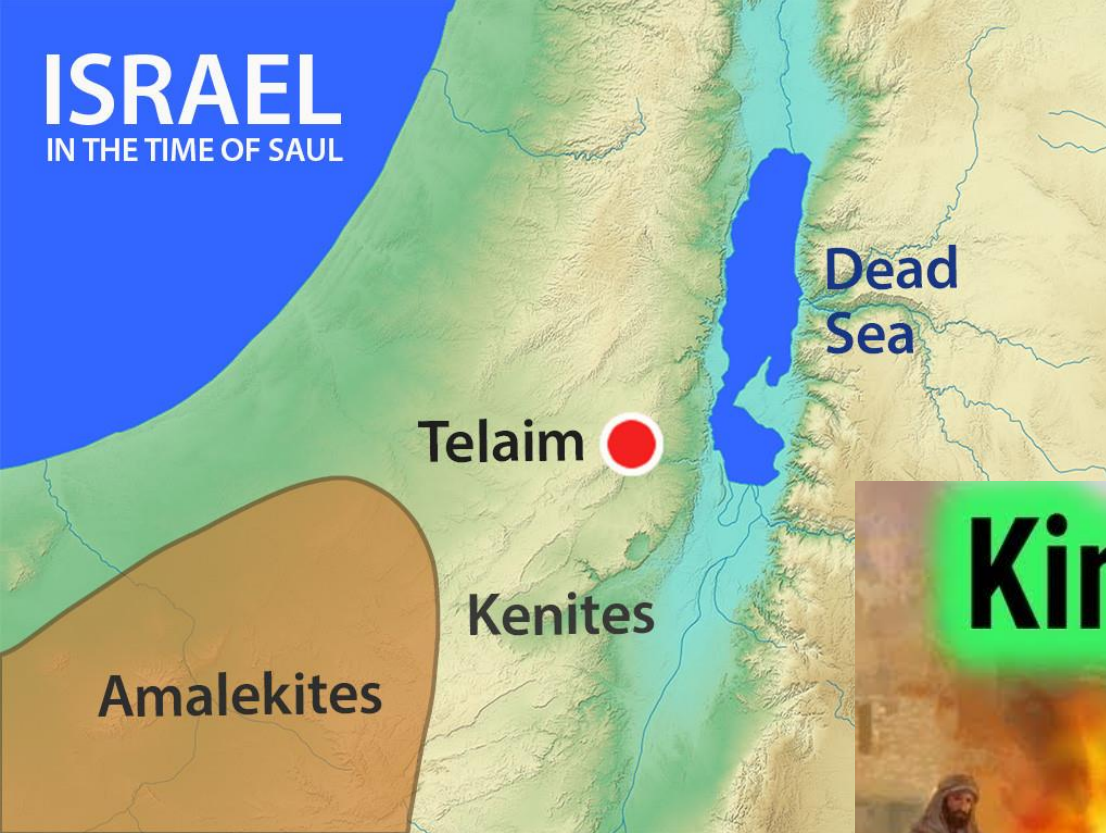 ISRAEL
IN THE TIME OF SAUL
Dead
Sea
Telaim
Kenites
Amalekites